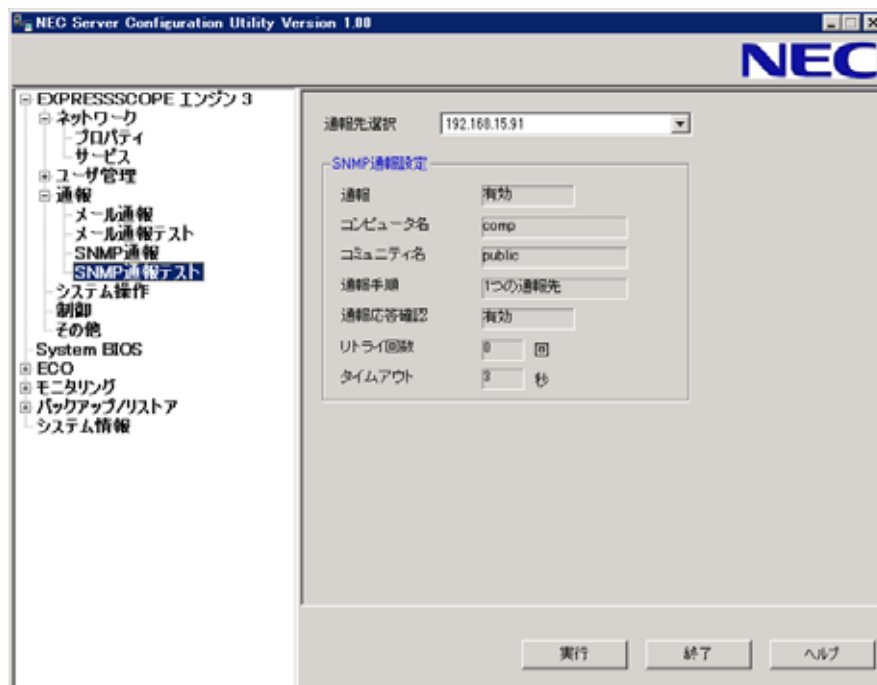 NEC Server Configuration Utility Version 1.00
NEC
EXPRESSSCOPE エンジン 3
ネットワーク
プロパティ
サービス
ユーザ管理
通報
メール通報
メール通報テスト
SNMP通報
SNMP通報テスト
システム操作
制御
その他
System BIOS
ECO
モニタリング
バックアップ/リストア
システム情報
通報先選択 192.168.15.91
SNMP通報設定
通報 有効
コンピュータ名 comp
コミュニティ名 public
通報手順 1つの通報先
通報応答確認 有効
リトライ回数 0 回
タイムアウト 3 秒
実行 終了 ヘルプ